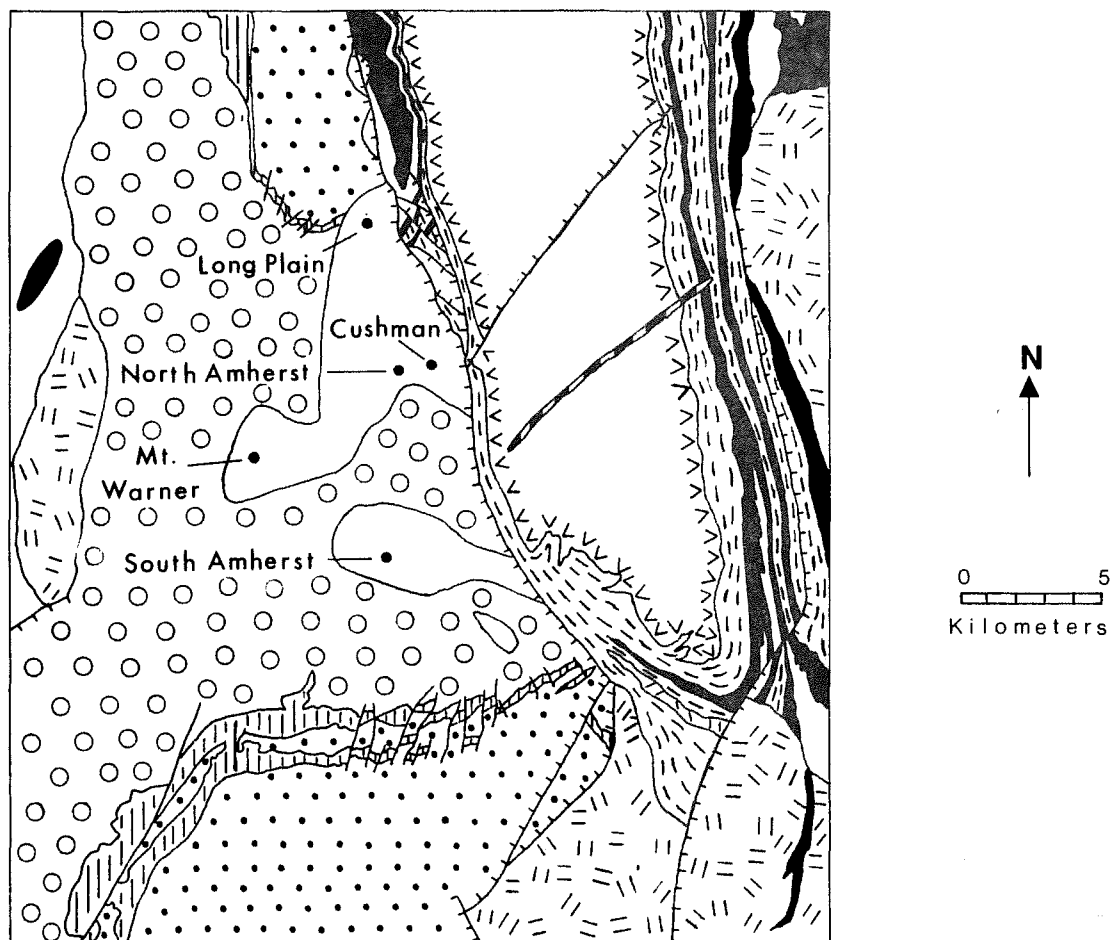 Long Plain
Cushman
North Amherst
Mt.
Warner
South Amherst
N
0 5
Kilometers